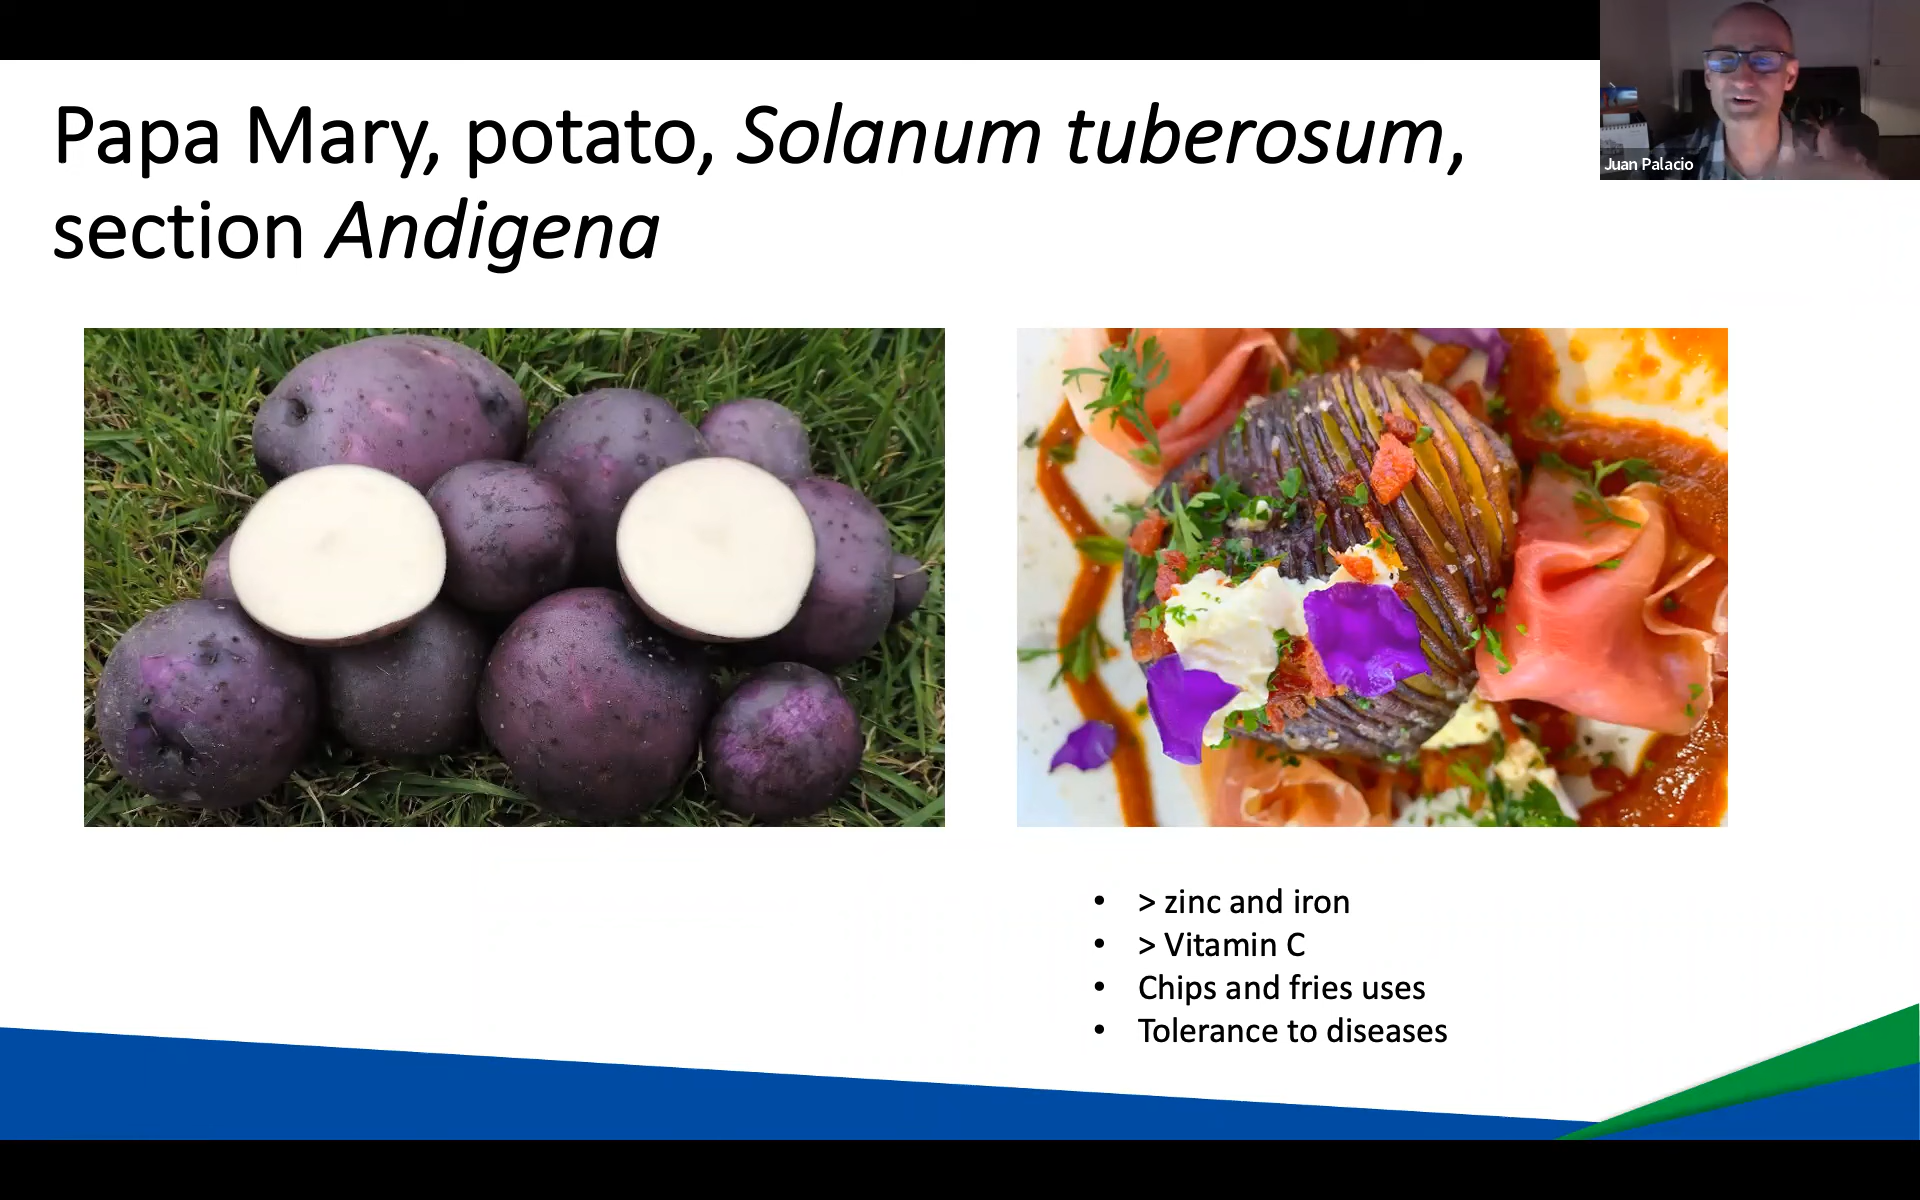 Papa Mary, potato, Solanum tuberosum,
section Andigena
Juan Palacio
• > zinc and iron
• > Vitamin C
• Chips and fries uses
• Tolerance to diseases